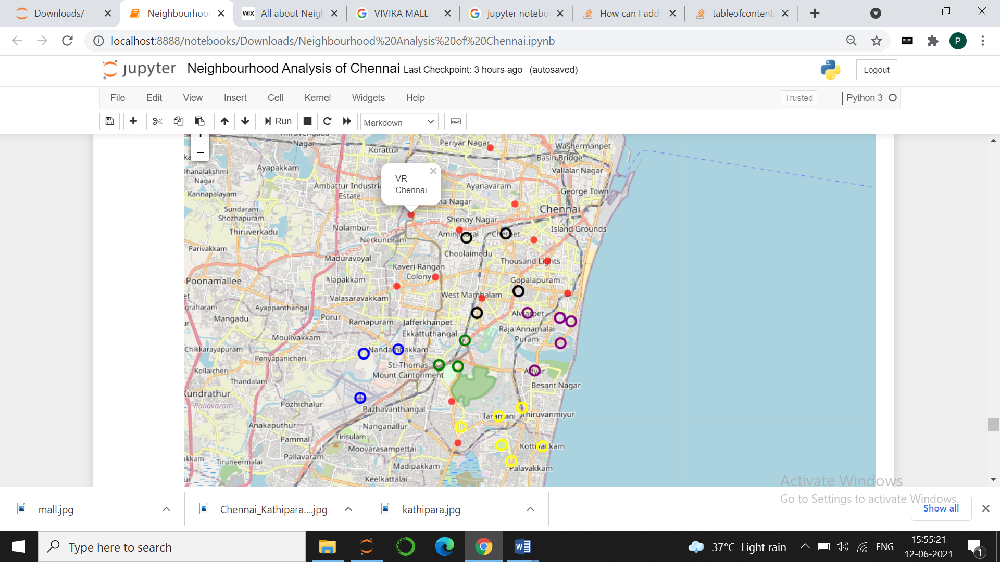 Downloads/
Neighbourhood
All about Neigh
VIVIRA MALL -
jupyter notebo
How can I add
tableofcontent
localhost:8888/notebooks/Downloads/Neighbourhood%20Analysis%20of%20Chennai.ipynb
P
jupyter Neighbourhood Analysis of Chennai Last Checkpoint: 3 hours ago (autosaved)
Logout
File Edit View Insert Cell Kernel Widgets Help
Trusted
Python 3
Run
Markdown
Nagar
Periyar Nagar
Korattur
Washermanpet
Basin Bridge
Dhanalakshmi
Nagar
Ayapakkam
Vallalar Nagar
VR
Chennai
Ambattur Industria
Estate
Ayanavaram
George Town
Kannapalayam
na Nagar
Sundaram
Shozhapuram
Chennai
Shenoy Nagar
Thiruverkadu
Nolambur
Island Grounds
Nerkundram
Parivakkam
Choolaimedu
Maduravoyal
Thousand Lights
Kaveri Rangan
Colony
Poonamallee
Alapakkam
Gopalapuram
Valasaravakkam
West Mambalam
graharam
Ayappanthangal
Mangadu
Porur
Alwarpet
Ramapuram
Jafferkhanpet
Raja Annamalai
Puram
Ekkattuthangal
Moulivakkam
Chikkarayapuram
Nandambakkam
Periyapanicheri
St. Thomas
Mount Cantonment
Kollaicheri
Adyar
Thandalam
Besant Nagar
Kundrathur
Pallavaram
Pozhichalur
Pazhavanthangal
Taramani
Thiruvanmiyur
Anakaputhur
Nanganallur
Pammal
Tirisulam
Moovarasampettai
Kottivakkam
Pallavaram
Tiruneermalai
Madipakkam
Palavakkam
Keelkattalai
Activate Windows
Go to Settings to activate Windows.
mall.jpg
Chennai_Kathipara....jpg
kathipara.jpg
Show all
Type here to search
37°C Light rain
ENG
15:55:21
12-06-2021
1